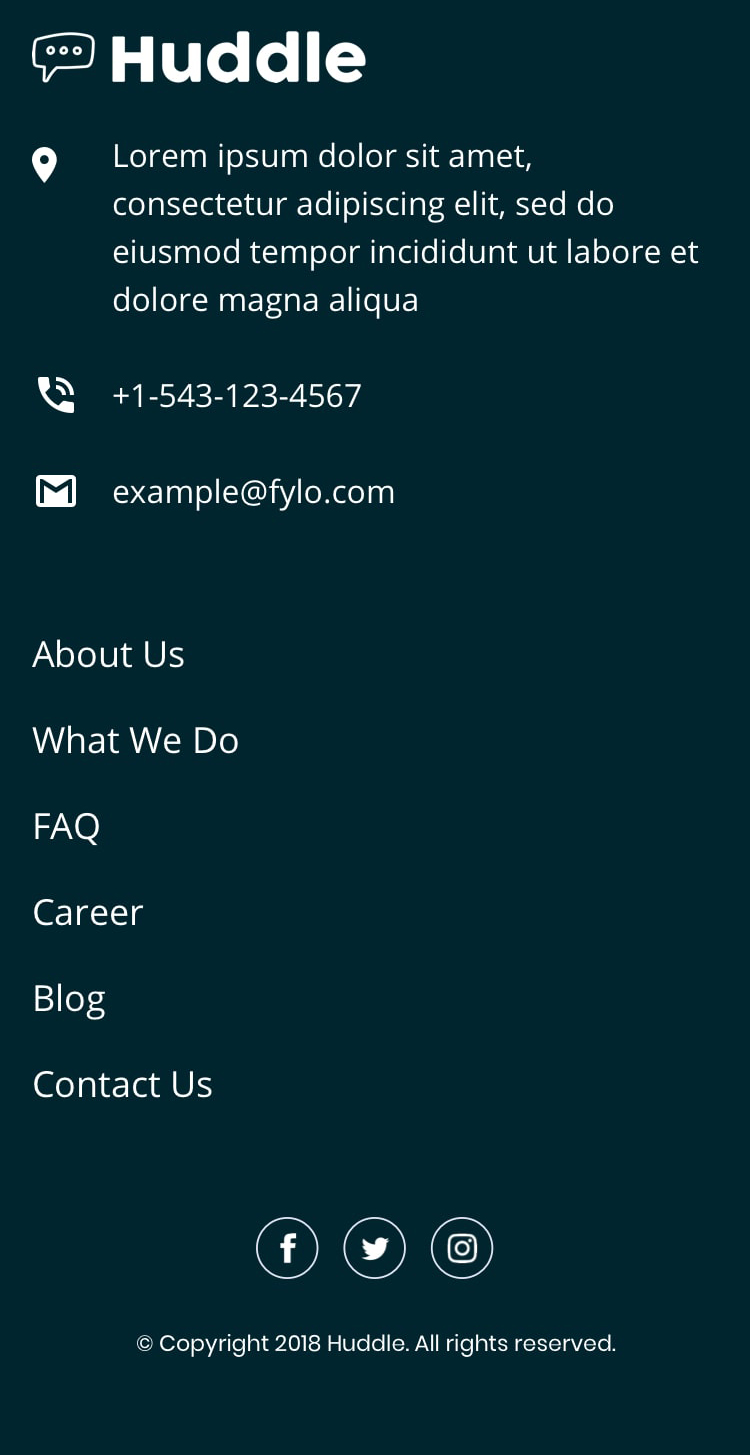 Huddle
Lorem ipsum dolor sit amet,
consectetur adipiscing elit, sed do
eiusmod tempor incididunt ut labore et
dolore magna aliqua
+1-543-123-4567
example@fylo.com
About Us
What We Do
FAQ
Career
Blog
Contact Us
© Copyright 2018 Huddle. All rights reserved.